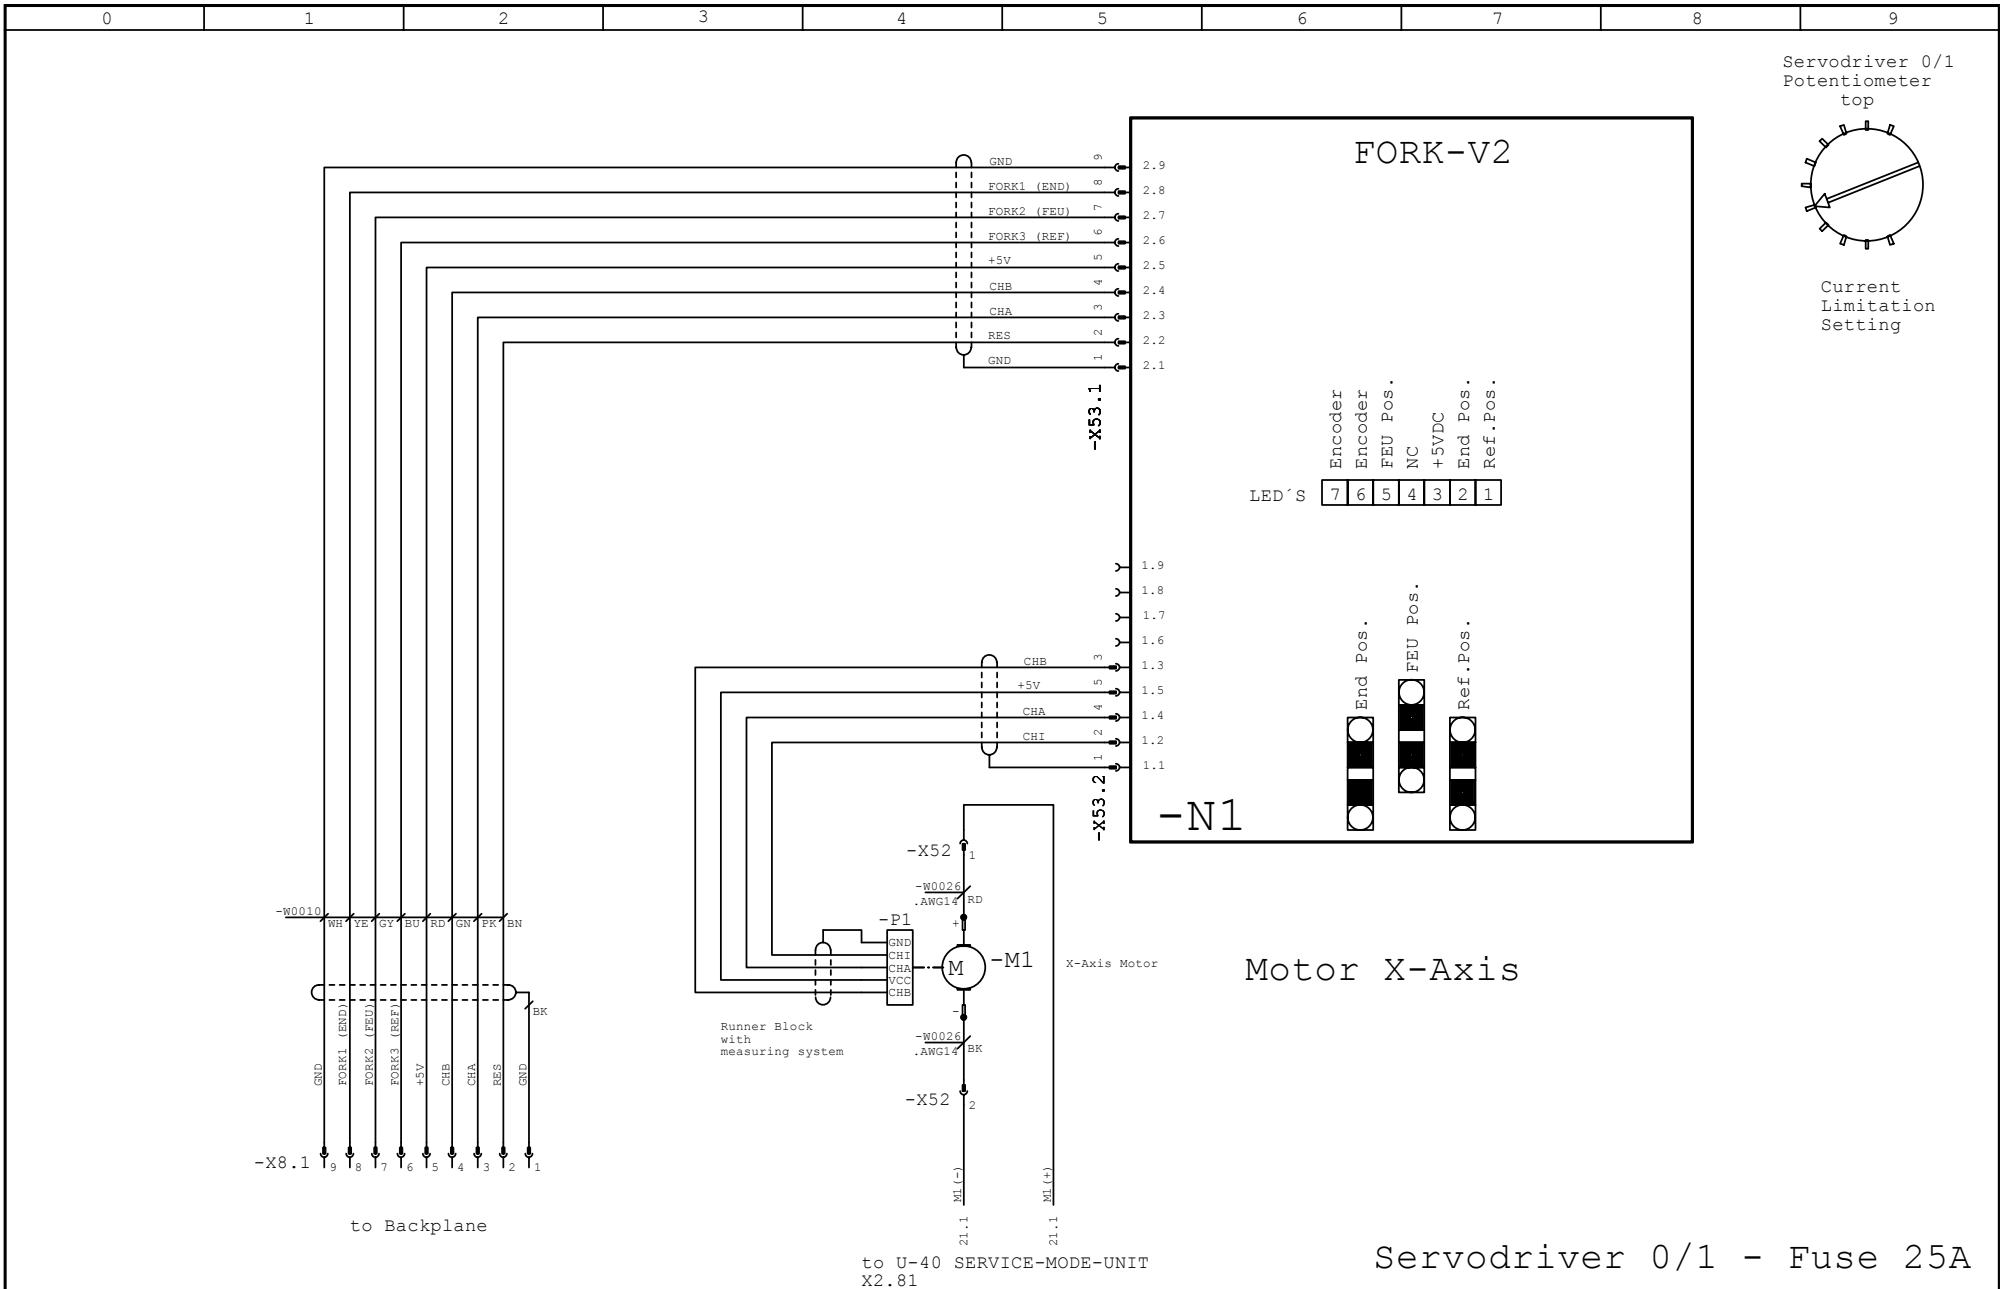 0 1 2 3 4 5 6 7 8 9
Servodriver 0/1
Potentiometer
top
Current
Limitation
Setting
FORK-V2
GND 9 2.9
FORK1 (END) 8 2.8
FORK2 (FEU) 7 2.7
FORK3 (REF) 6 2.6
+5V 5 2.5
CHB 4 2.4
CHA 3 2.3
RES 2 2.2
GND 1 2.1
-X53.1
Encoder
Encoder
FEU Pos.
NC
+5VDC
End Pos.
Ref.Pos.
LED´S 7 6 5 4 3 2 1
1.9
1.8
1.7
1.6
CHB 3 1.3
+5V 5 1.5
CHA 4 1.4
CHI 2 1.2
1 1.1
-X53.2
End Pos.
FEU Pos.
Ref.Pos.
-N1
-X52 1
-W0026
.AWG14 RD
-P1
GND
CHI
CHA
VCC
CHB
+
M
-
-M1
X-Axis Motor
Motor X-Axis
Runner Block
with
measuring system
-W0026
.AWG14 BK
-X52 2
-W0010 WH YE GY BU RD GN PK BN
BK
GND
FORK1 (END)
FORK2 (FEU)
FORK3 (REF)
+5V
CHB
CHA
RES
GND
-X8.1 9 8 7 6 5 4 3 2 1
to Backplane
M1(-)
M1(+)
21.1
21.1
to U-40 SERVICE-MODE-UNIT
X2.81
Servodriver 0/1 - Fuse 25A